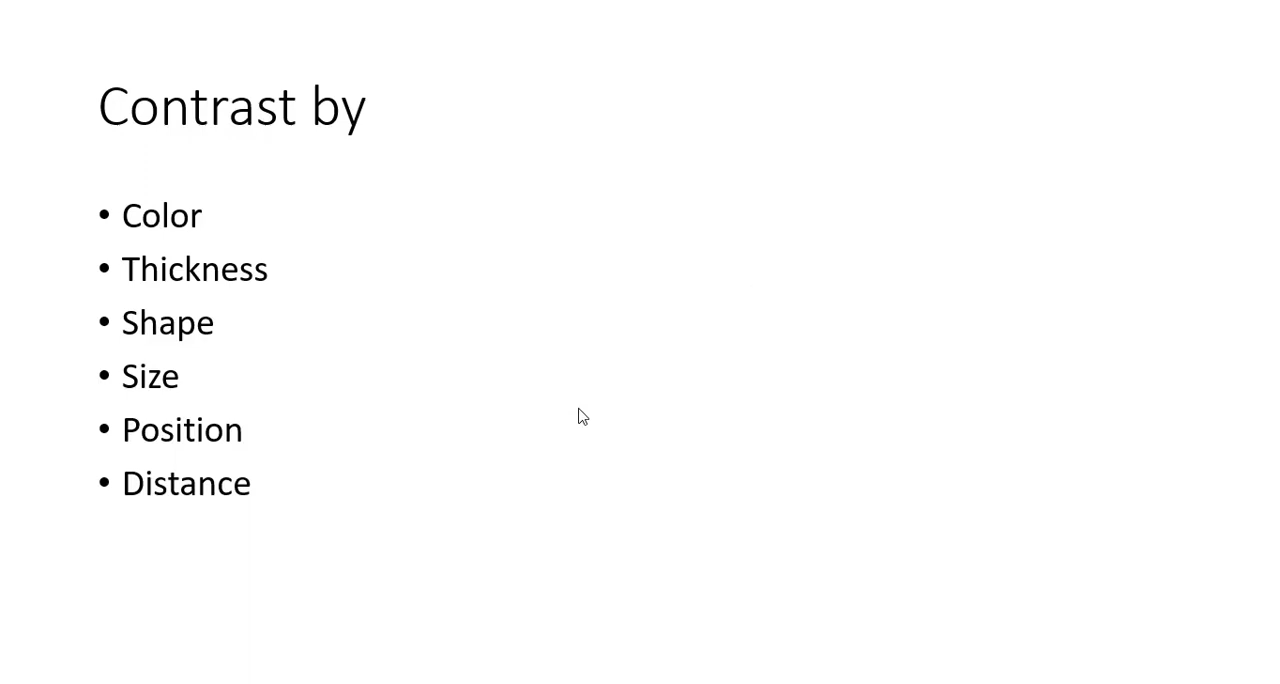 Contrast by
• Color
• Thickness
• Shape
• Size
• Position
• Distance